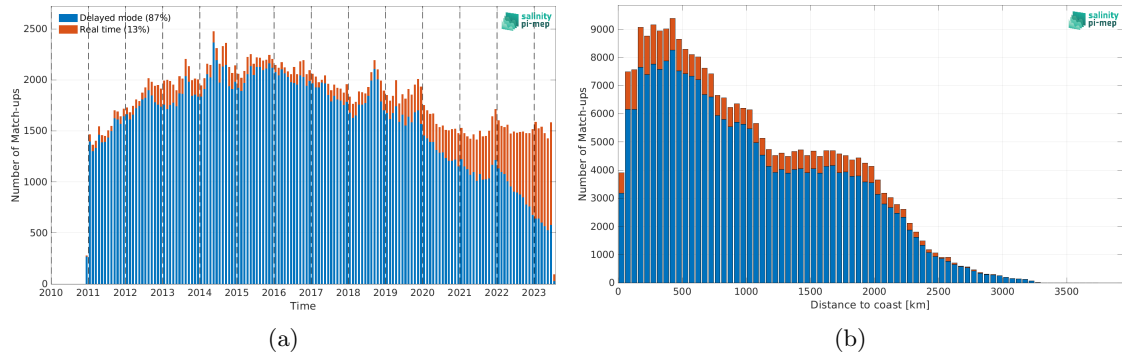 Delayed mode (87%)
Real time (13%)
salinity
pi-mep
2500
2000
1500
1000
500
0
Number of Match-ups
2010 2011 2012 2013 2014 2015 2016 2017 2018 2019 2020 2021 2022 2023
Time
(a)
salinity
pi-mep
9000
8000
7000
6000
5000
4000
3000
2000
1000
0
Number of Match-ups
0 500 1000 1500 2000 2500 3000 3500
Distance to coast [km]
(b)